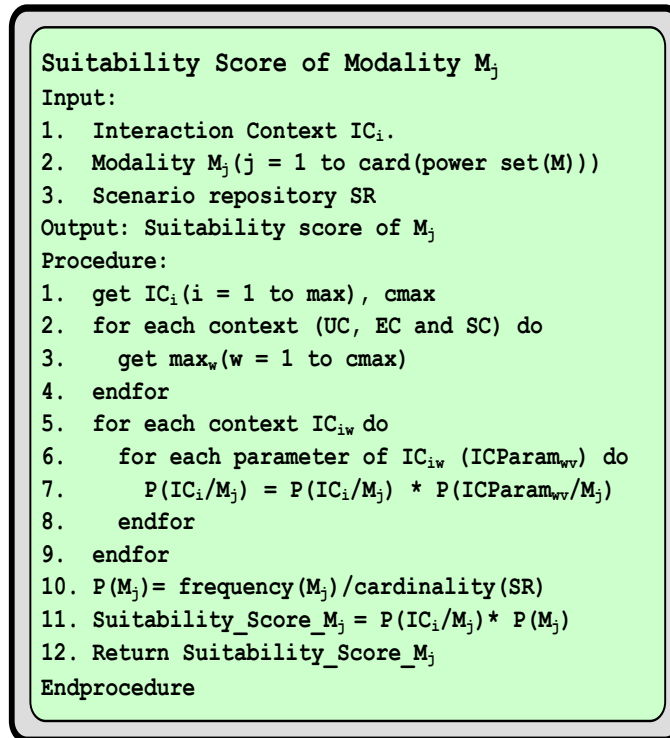 Suitability Score of Modality Mj
Input:
1. Interaction Context ICi.
2. Modality Mj(j = 1 to card(power set(M)))
3. Scenario repository SR
Output: Suitability score of Mj
Procedure:
1. get ICi(i = 1 to max), cmax
2. for each context (UC, EC and SC) do
3. get maxw(w = 1 to cmax)
4. endfor
5. for each context ICiw do
6. for each parameter of ICiw (ICParamwv) do
7. P(ICi/Mj) = P(ICi/Mj) * P(ICParamwv/Mj)
8. endfor
9. endfor
10. P(Mj)= frequency(Mj)/cardinality(SR)
11. Suitability_Score_Mj = P(ICi/Mj)* P(Mj)
12. Return Suitability_Score_Mj
Endprocedure